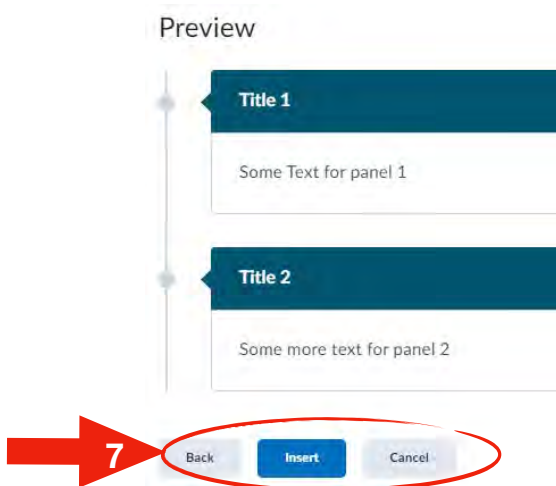 Preview
Title 1
Some Text for panel 1
Title 2
Some more text for panel 2
7
Back Insert Cancel